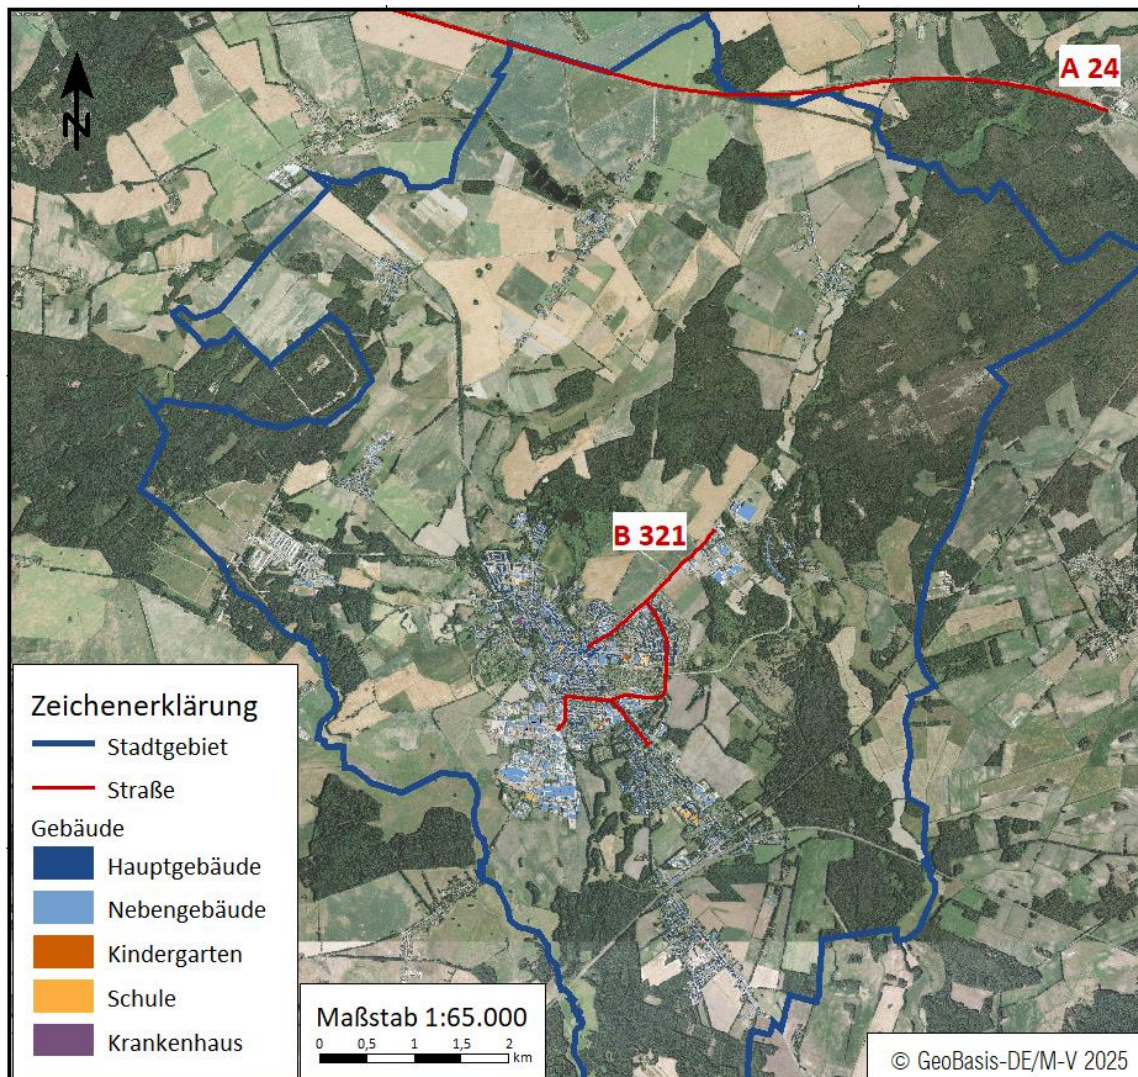 A 24
N
B 321
Zeichenerklärung
Stadtgebiet
Straße
Gebäude
Hauptgebäude
Nebengebäude
Kindergarten
Schule
Krankenhaus
Maßstab 1:65.000
0 0,5 1 1,5 2
km
© GeoBasis-DE/M-V 2025